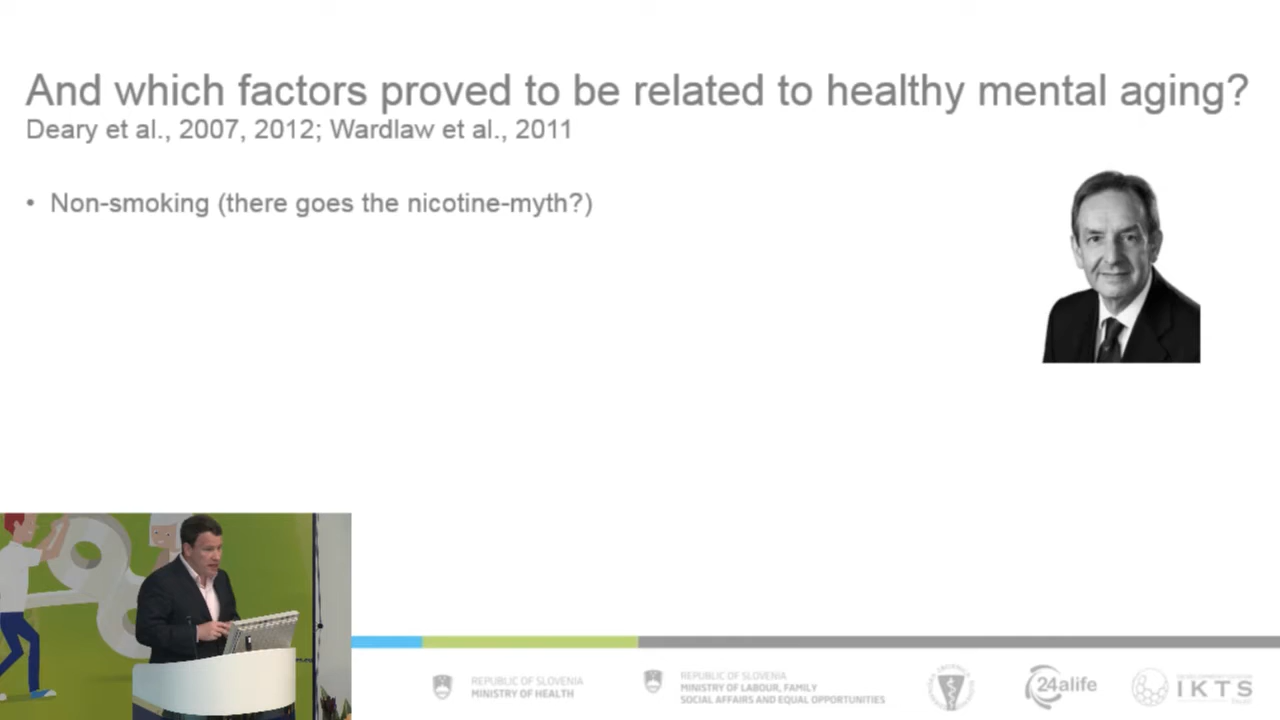 And which factors proved to be related to healthy mental aging?
Deary et al., 2007, 2012; Wardlaw et al., 2011
• Non-smoking (there goes the nicotine-myth?)
REPUBLIC OF SLOVENIA
MINISTRY OF HEALTH
REPUBLIC OF SLOVENIA
MINISTRY OF LABOUR, FAMILY
SOCIAL AFFAIRS AND EQUAL OPPORTUNITIES
24alife
IKTS